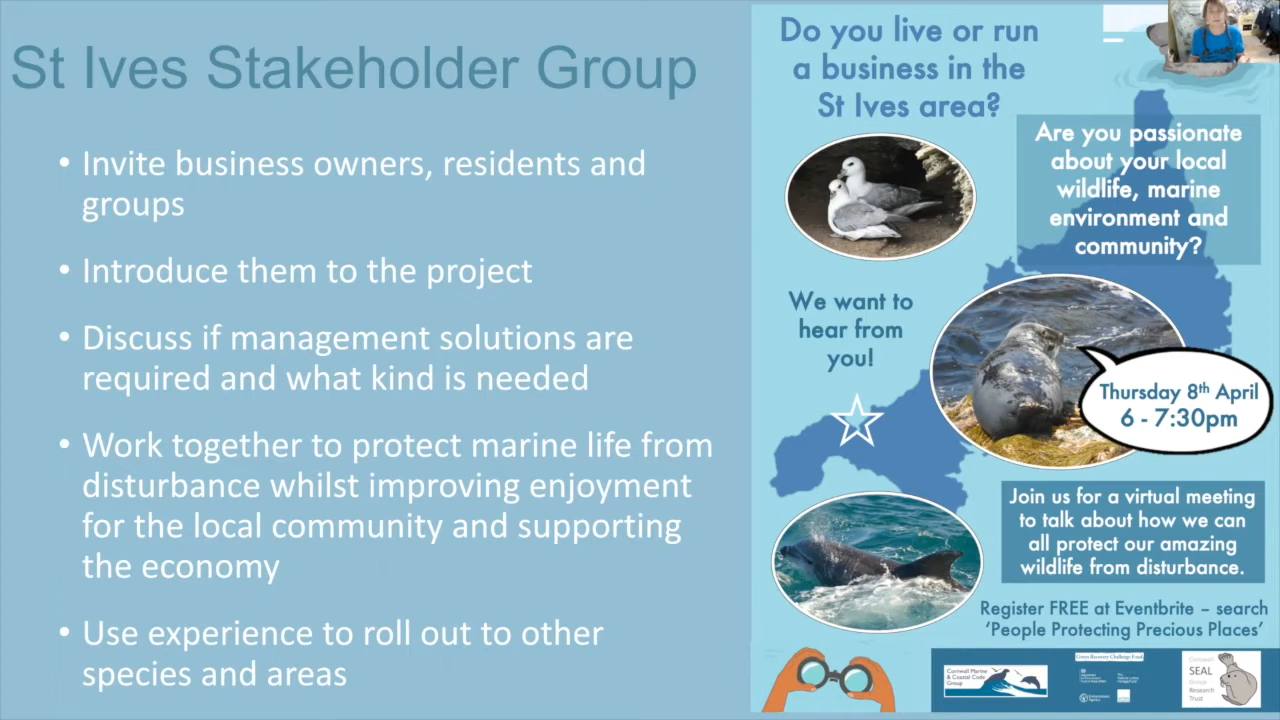 St Ives Stakeholder Group
• Invite business owners, residents and
groups
• Introduce them to the project
• Discuss if management solutions are
required and what kind is needed
• Work together to protect marine life from
disturbance whilst improving enjoyment
for the local community and supporting
the economy
• Use experience to roll out to other
species and areas
Do you live or run
a business in the
St Ives area?
Are you passionate
about your local
wildlife, marine
environment and
community?
We want to
hear from
you!
Thursday 8th April
6 - 7:30pm
Join us for a virtual meeting
to talk about how we can
all protect our amazing
wildlife from disturbance.
Register FREE at Eventbrite – search
‘People Protecting Precious Places’
Cornwall Marine
& Coastal Code
Group
Green Recovery Challenge Fund
Cornwall
SEAL
Group
Research
Trust